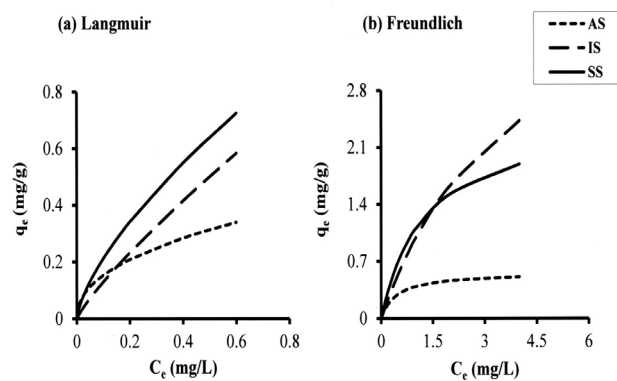 (a) Langmuir
(b) Freundlich
AS
IS
SS
0.8
0.6
0.4
0.2
0
0
0.2
0.4
0.6
0.8
qe (mg/g)
Ce (mg/L)
2.8
2.1
1.4
0.7
0
0
1.5
3
4.5
6
qe (mg/g)
Ce (mg/L)